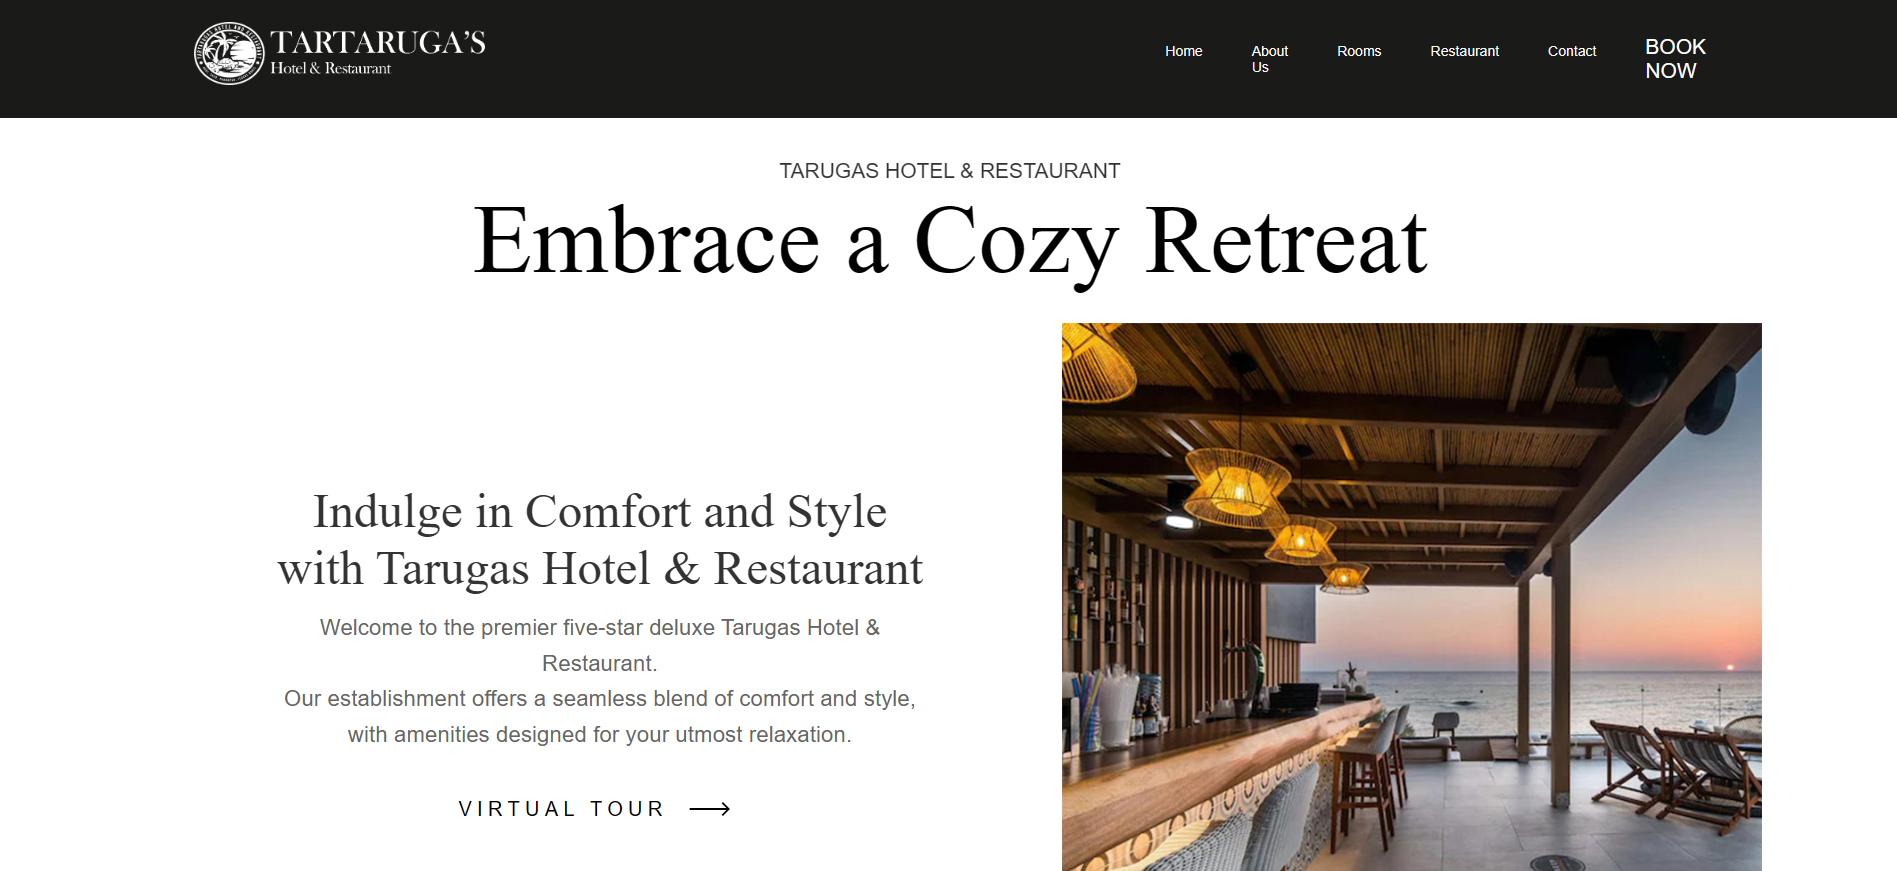 TARTARUGA'S
Hotel & Restaurant
Home
About
Us
Rooms
Restaurant
Contact
BOOK
NOW
TARUGAS HOTEL & RESTAURANT
Embrace a Cozy Retreat
Indulge in Comfort and Style
with Tarugas Hotel & Restaurant
Welcome to the premier five-star deluxe Tarugas Hotel &
Restaurant.
Our establishment offers a seamless blend of comfort and style,
with amenities designed for your utmost relaxation.
VIRTUAL TOUR